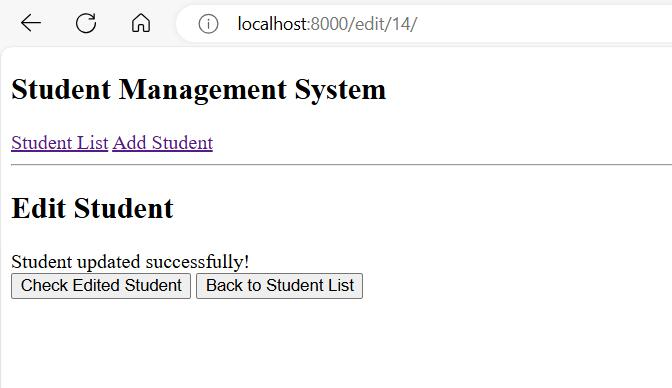 localhost:8000/edit/14/
Student Management System
Student List Add Student
Edit Student
Student updated successfully!
Check Edited Student Back to Student List